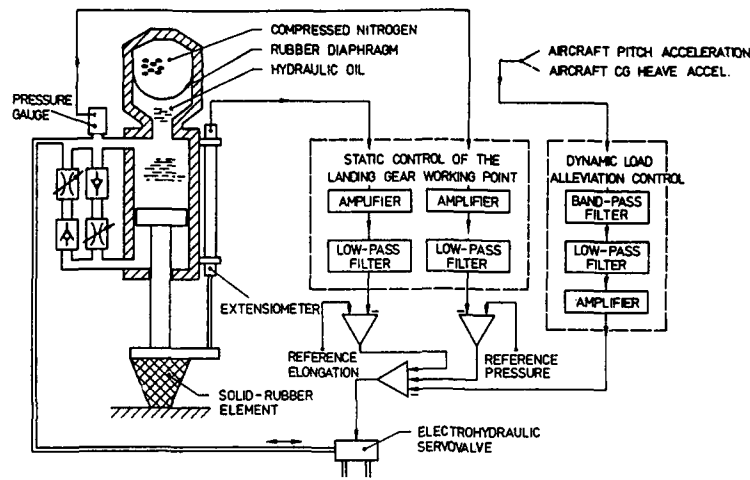 COMPRESSED NITROGEN
RUBBER DIAPHRAGM
HYDRAULIC OIL
PRESSURE
GAUGE
AIRCRAFT PITCH ACCELERATION
AIRCRAFT CG HEAVE ACCEL.
STATIC CONTROL OF THE
LANDING GEAR WORKING POINT
AMPLIFIER
AMPLIFIER
LOW-PASS
FILTER
LOW-PASS
FILTER
DYNAMIC LOAD
ALLEVIATION CONTROL
BAND-PASS
FILTER
LOW-PASS
FILTER
AMPLIFIER
EXTENSIOMETER
REFERENCE
ELONGATION
REFERENCE
PRESSURE
SOLID-RUBBER
ELEMENT
ELECTROHYDRAULIC
SERVOVALVE